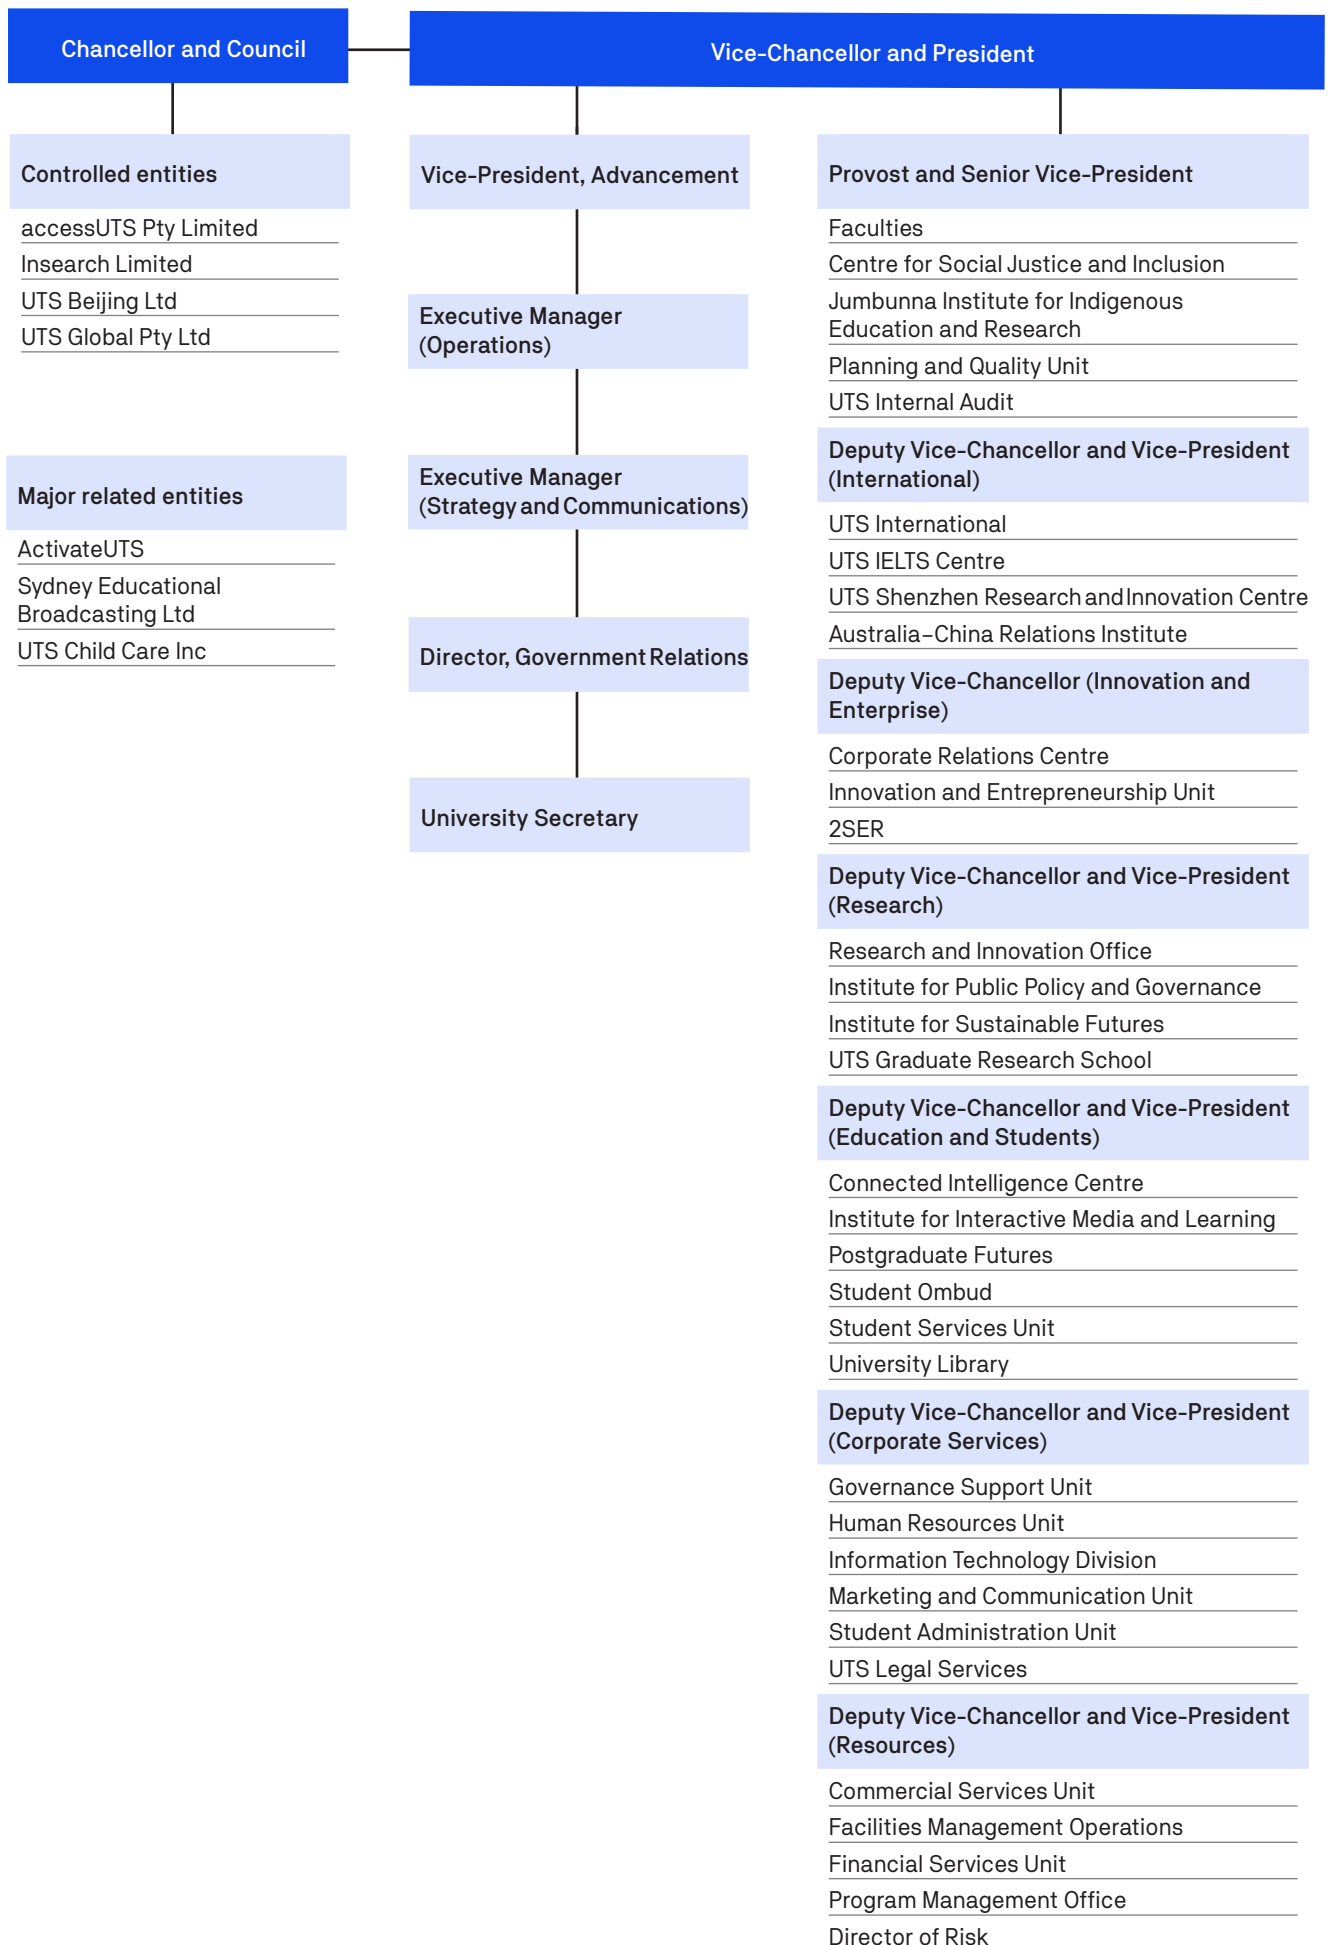 Chancellor and Council
Vice-Chancellor and President
Controlled entities
accessUTS Pty Limited
Insearch Limited
UTS Beijing Ltd
UTS Global Pty Ltd
Major related entities
ActivateUTS
Sydney Educational
Broadcasting Ltd
UTS Child Care Inc
Vice-President, Advancement
Executive Manager
(Operations)
Executive Manager
(Strategy and Communications)
Director, Government Relations
University Secretary
Provost and Senior Vice-President
Faculties
Centre for Social Justice and Inclusion
Jumbunna Institute for Indigenous
Education and Research
Planning and Quality Unit
UTS Internal Audit
Deputy Vice-Chancellor and Vice-President
(International)
UTS International
UTS IELTS Centre
UTS Shenzhen Research and Innovation Centre
Australia–China Relations Institute
Deputy Vice-Chancellor (Innovation and
Enterprise)
Corporate Relations Centre
Innovation and Entrepreneurship Unit
2SER
Deputy Vice-Chancellor and Vice-President
(Research)
Research and Innovation Office
Institute for Public Policy and Governance
Institute for Sustainable Futures
UTS Graduate Research School
Deputy Vice-Chancellor and Vice-President
(Education and Students)
Connected Intelligence Centre
Institute for Interactive Media and Learning
Postgraduate Futures
Student Ombud
Student Services Unit
University Library
Deputy Vice-Chancellor and Vice-President
(Corporate Services)
Governance Support Unit
Human Resources Unit
Information Technology Division
Marketing and Communication Unit
Student Administration Unit
UTS Legal Services
Deputy Vice-Chancellor and Vice-President
(Resources)
Commercial Services Unit
Facilities Management Operations
Financial Services Unit
Program Management Office
Director of Risk